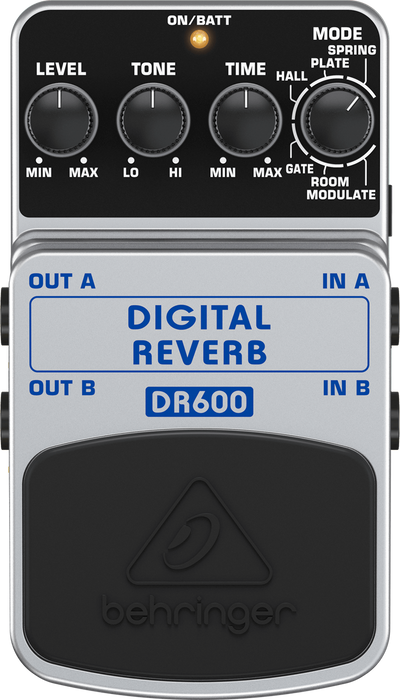 ON/BATT
LEVEL
TONE
TIME
MODE
SPRING
PLATE
HALL
GATE
ROOM
MODULATE
MIN MAX
LO HI
MIN MAX
OUT A
IN A
DIGITAL
REVERB
OUT B
IN B
DR600
behringer